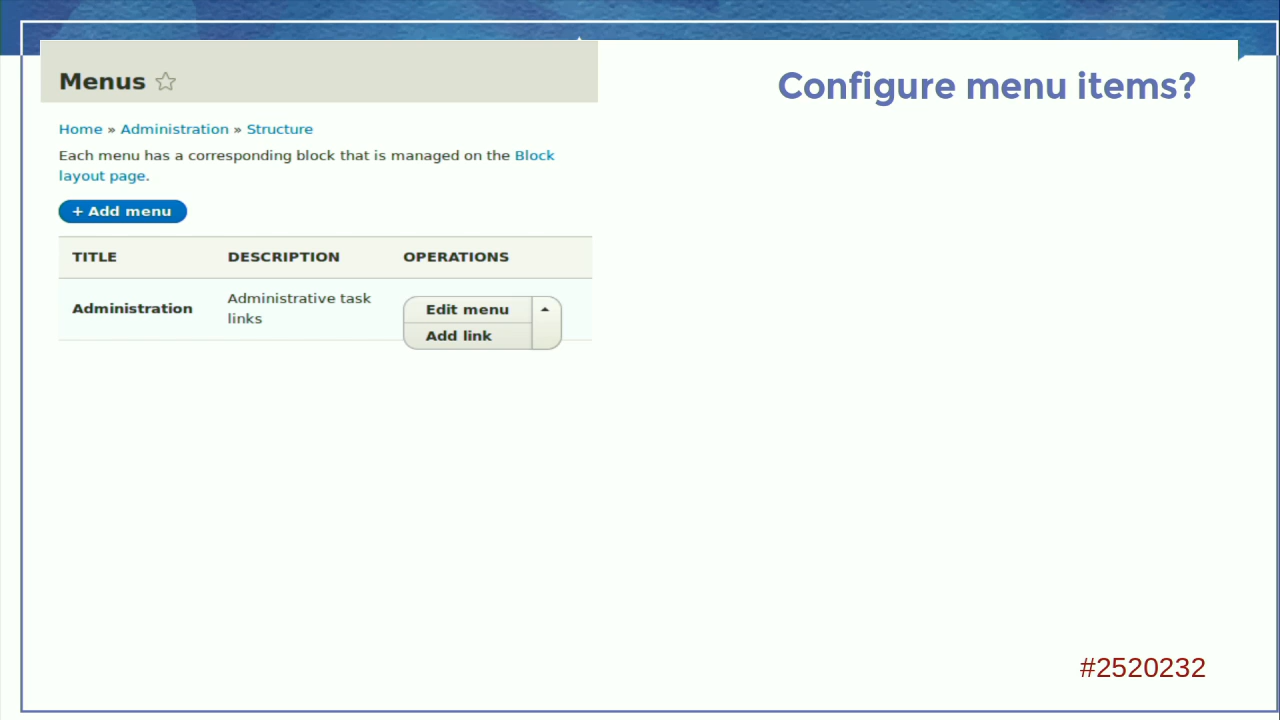 Menus
Configure menu items?
Home » Administration » Structure
Each menu has a corresponding block that is managed on the Block
layout page.
+ Add menu
TITLE DESCRIPTION OPERATIONS
Administration
Administrative task
links
Edit menu
Add link
#2520232